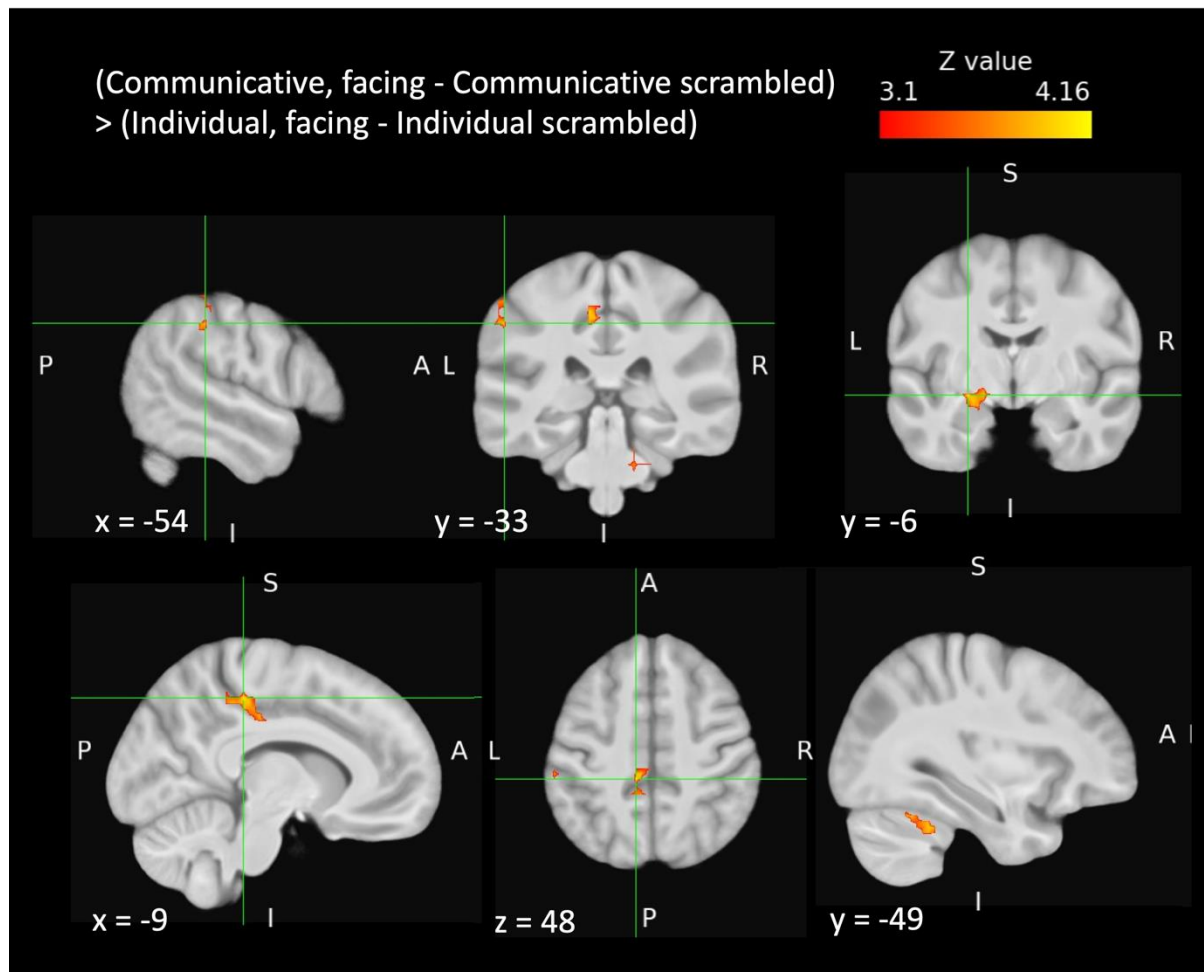 (Communicative, facing - Communicative scrambled)
> (Individual, facing - Individual scrambled)
Z value
3.1 4.16
S
P A L R L R
x = -54 I y = -33 I y = -6 I
S A S
P A L R A I
x = -9 I z = 48 P y = -49 I